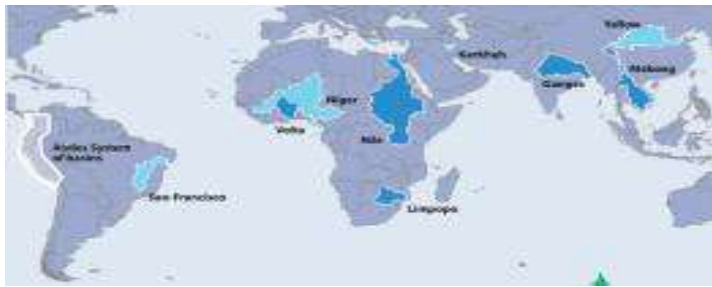 Yellow
Karkheh
Mekong
Ganges
Niger
Volta
Nile
Andes System
of basins
Sao Francisco
Limpopo